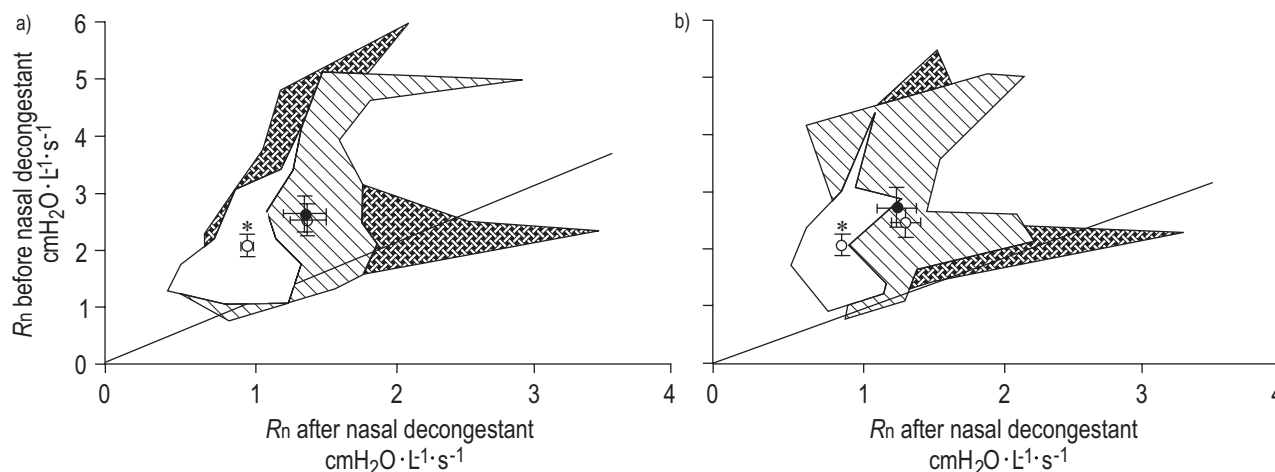 a)
6
5
4
3
2
1
0
Rn before nasal decongestant
cmH₂O·L⁻¹·s⁻¹
*
0 1 2 3 4
Rn after nasal decongestant
cmH₂O·L⁻¹·s⁻¹
b)
*
0 1 2 3 4
Rn after nasal decongestant
cmH₂O·L⁻¹·s⁻¹